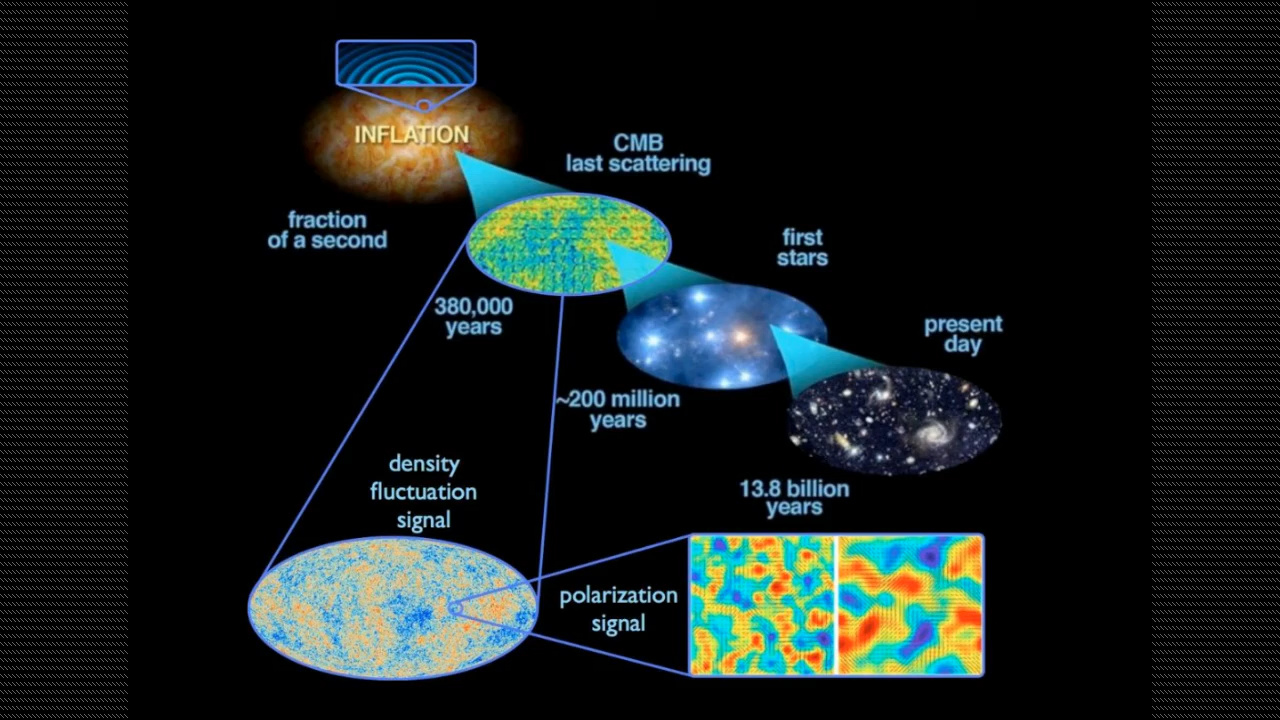 INFLATION
fraction
of a second
CMB
last scattering
380,000
years
first
stars
~200 million
years
present
day
13.8 billion
years
density
fluctuation
signal
polarization
signal